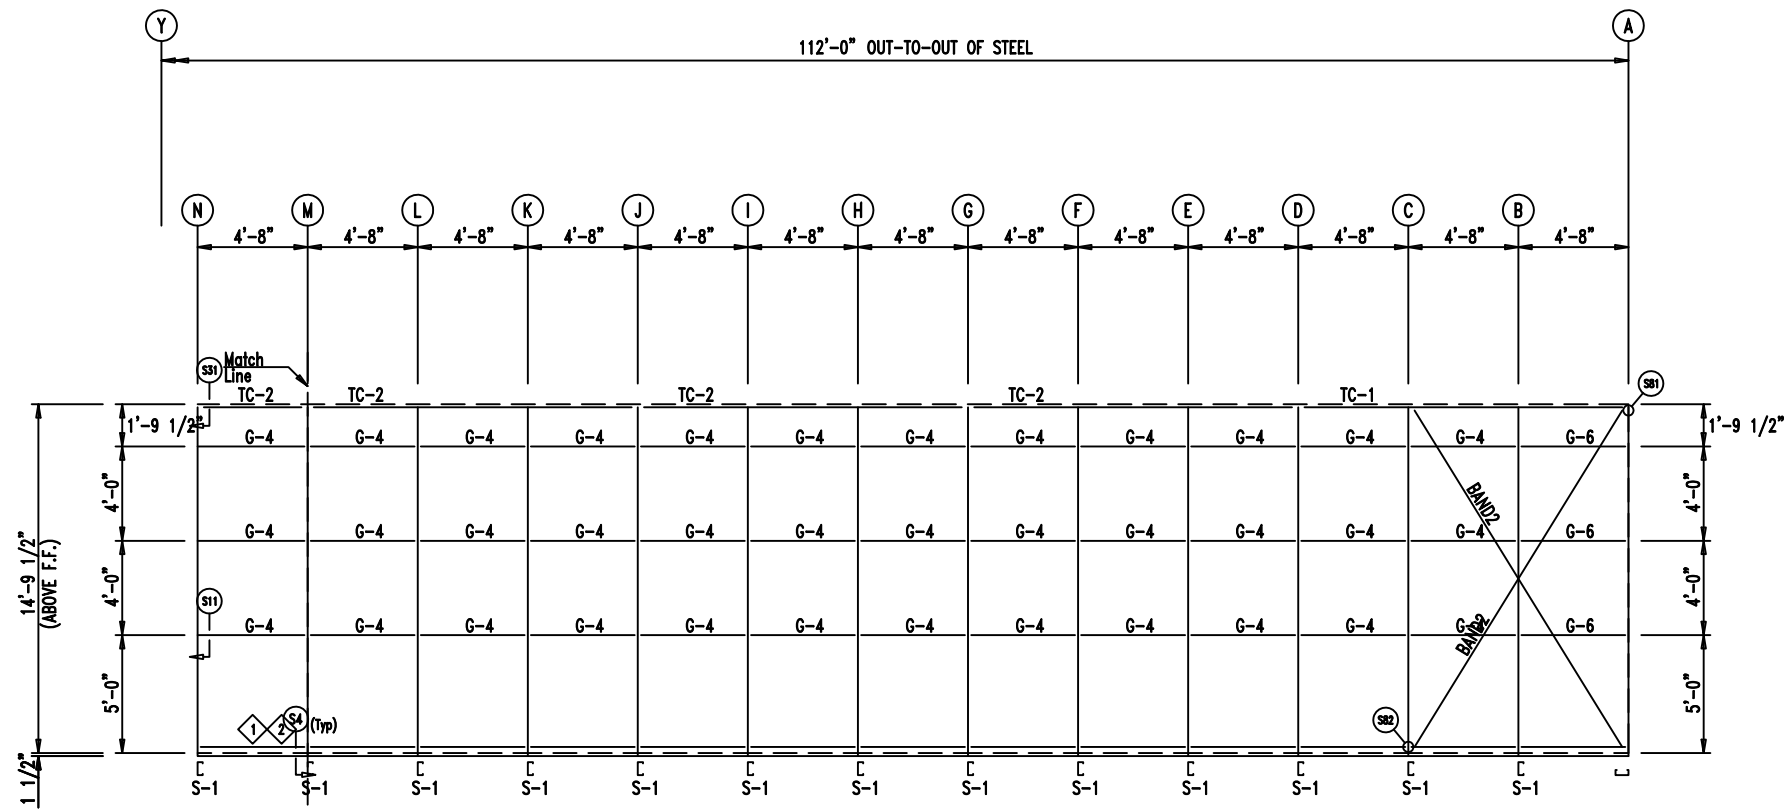 Y A
112'-0" OUT-TO-OUT OF STEEL
N M L K J I H G F E D C B
4'-8" 4'-8" 4'-8" 4'-8" 4'-8" 4'-8" 4'-8" 4'-8" 4'-8" 4'-8" 4'-8" 4'-8" 4'-8"
S31 Match
Line
S81
TC-2 TC-2 TC-2 TC-2 TC-1
1'-9 1/2" 1'-9 1/2"
G-4 G-4 G-4 G-4 G-4 G-4 G-4 G-4 G-4 G-4 G-4 G-4 G-6
4'-0" 4'-0"
BAND2
G-4 G-4 G-4 G-4 G-4 G-4 G-4 G-4 G-4 G-4 G-4 G-4 G-6
14'-9 1/2"
(ABOVE F.F.)
4'-0" 4'-0"
S11
G-4 G-4 G-4 G-4 G-4 G-4 G-4 G-4 G-4 G-4 G-4 G-4 G-6
BAND2
5'-0" 5'-0"
1 2 S4 (Typ)
S82
1 1/2"
S-1 S-1 S-1 S-1 S-1 S-1 S-1 S-1 S-1 S-1 S-1 S-1 S-1